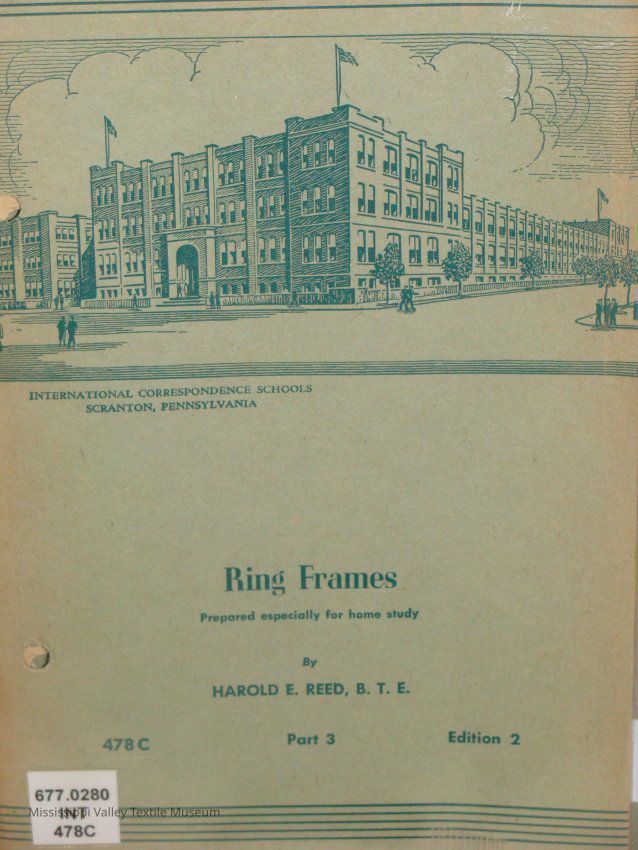 INTERNATIONAL CORRESPONDENCE SCHOOLS
SCRANTON, PENNSYLVANIA
Ring Frames
Prepared especially for home study
By
HAROLD E. REED, B. T. E.
478 C Part 3 Edition 2
677.0280
INT
478C
Mississippi Valley Textile Museum